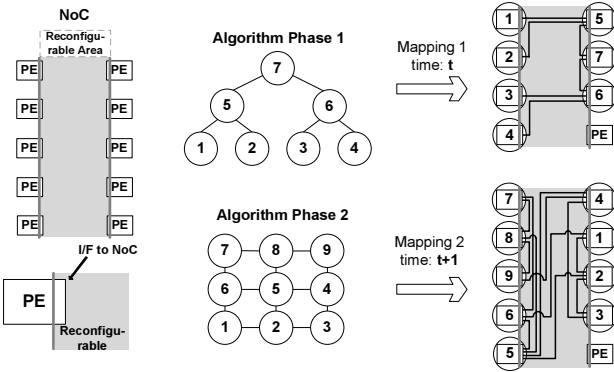 NoC
Reconfigu-
rable Area
PE PE
PE PE
PE PE
PE PE
PE PE
I/F to NoC
PE
Reconfigu-
rable
Algorithm Phase 1
7
5 6
1 2 3 4
Mapping 1
time: t
1 5
2 7
3 6
4 PE
Algorithm Phase 2
7 8 9
6 5 4
1 2 3
Mapping 2
time: t+1
7 4
8 1
9 2
6 3
5 PE